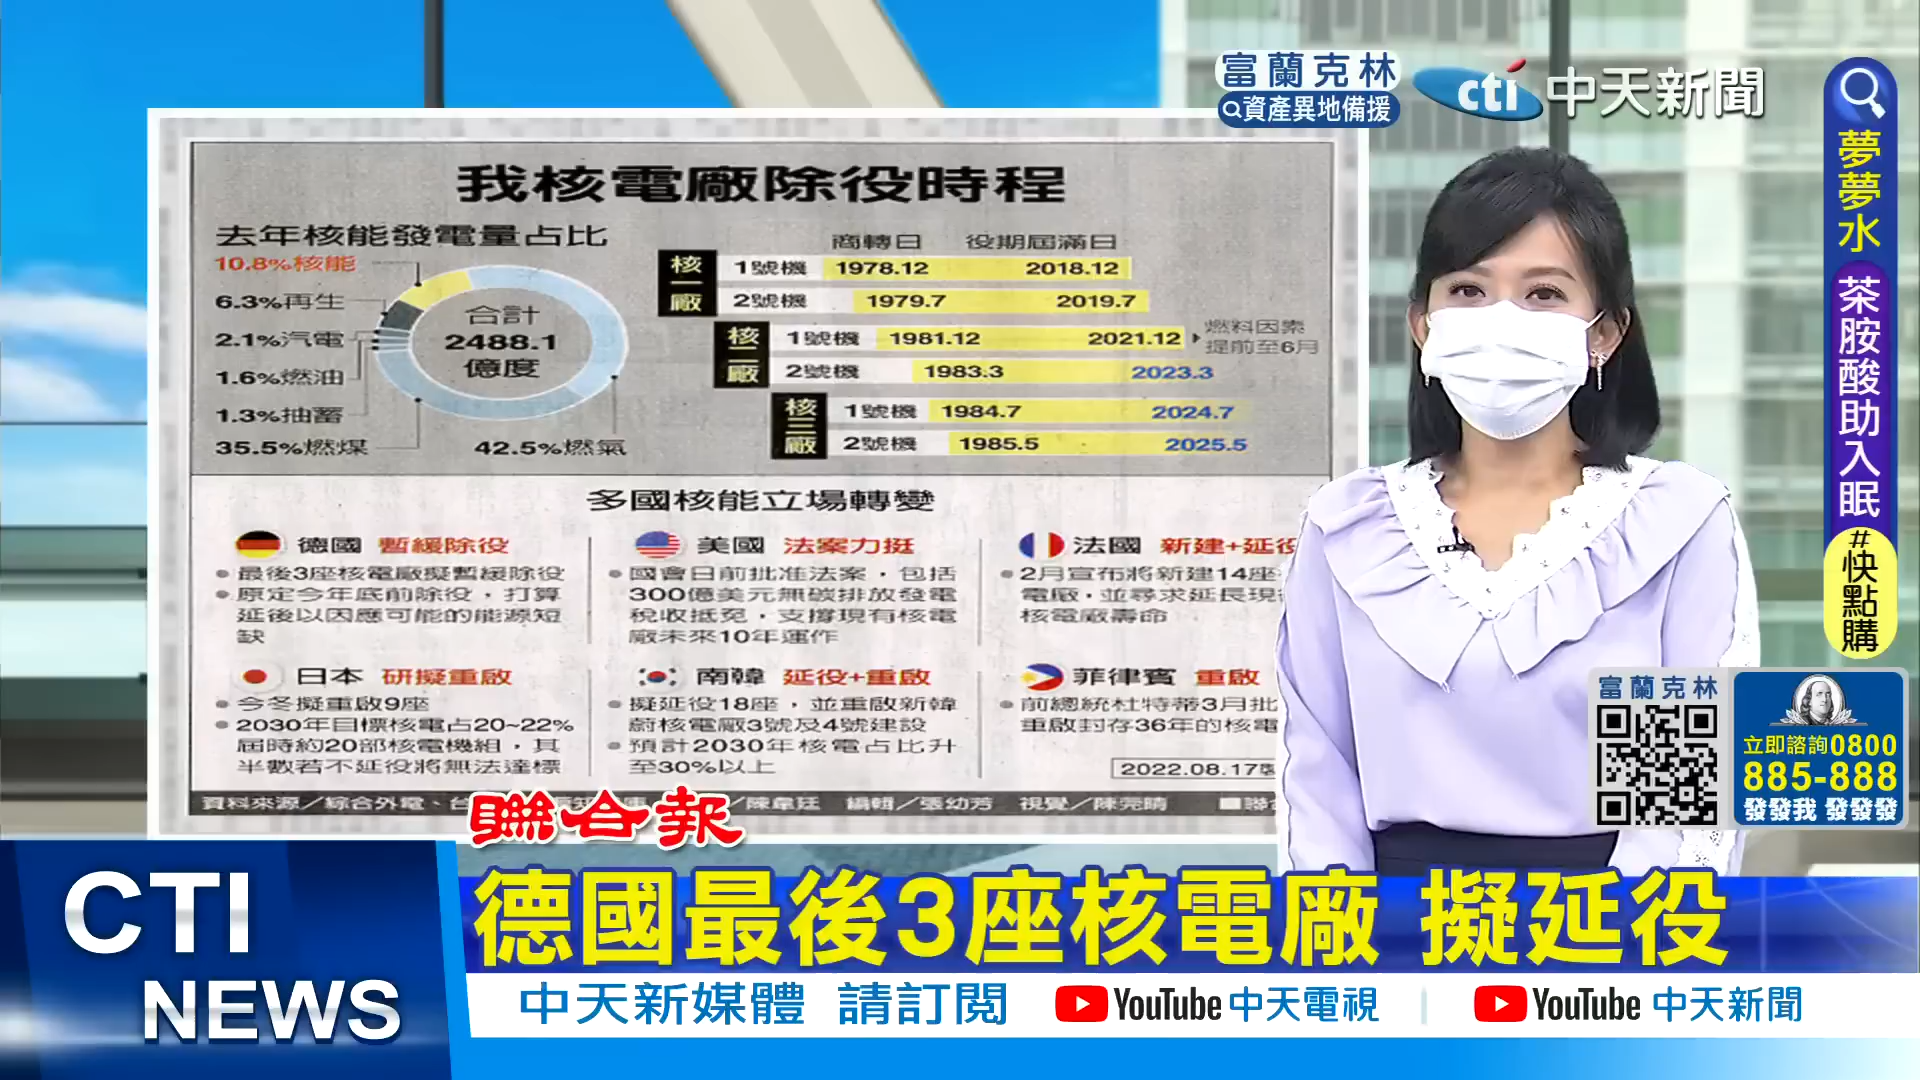 富蘭克林
資產異地備援
cti 中天新聞
夢夢水
茶胺酸助入眠
#快點購
我核電廠除役時程
去年核能發電量占比
10.8%核能
6.3%再生
2.1%汽電
1.6%燃油
1.3%抽蓄
35.5%燃煤
42.5%燃氣
合計
2488.1
億度
商轉日 役期屆滿日
核一廠
1號機 1978.12 2018.12
2號機 1979.7 2019.7
核二廠
1號機 1981.12 2021.12
燃料因素
提前至6月
2號機 1983.3 2023.3
核三廠
1號機 1984.7 2024.7
2號機 1985.5 2025.5
多國核能立場轉變
德國 暫緩除役
最後3座核電廠擬暫緩除役
原定今年底前除役，打算
延後以因應可能的能源短
缺
美國 法案力挺
國會日前批准法案，包括
300億美元無碳排放發電
稅收抵免，支撐現有核電
廠未來10年運作
法國 新建+延役
2月宣布將新建14座
電廠，並尋求延長現
核電廠壽命
日本 研擬重啟
今冬擬重啟9座
2030年目標核電占20~22%
屆時約20部核電機組，其
半數若不延役將無法達標
南韓 延役+重啟
擬延役18座，並重啟新韓
蔚核電廠3號及4號建設
預計2030年核電占比升
至30%以上
菲律賓 重啟
前總統杜特蒂3月批
重啟封存36年的核電
2022.08.17
資料來源／綜合外電、台
／陳韋廷 編輯／張幼芳 視覺／陳完晴
聯合報
富蘭克林
立即諮詢0800
885-888
發發我 發發發
CTI
NEWS
德國最後3座核電廠 擬延役
中天新媒體 請訂閱 YouTube 中天電視 | YouTube 中天新聞